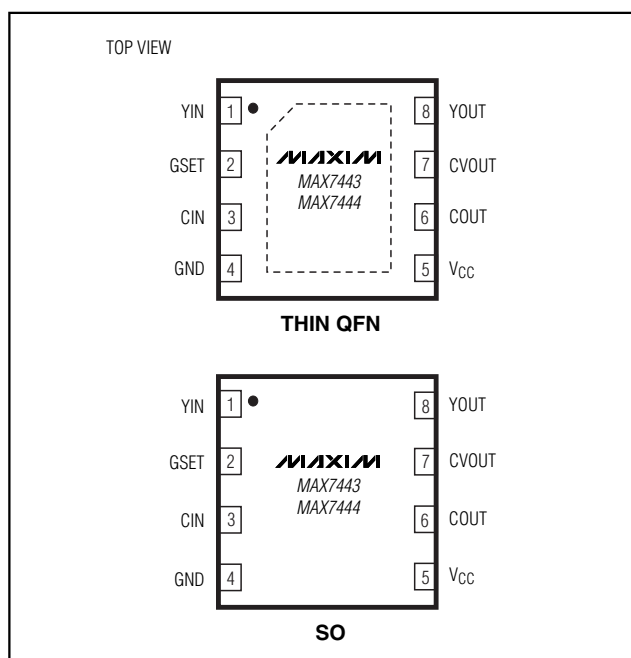 TOP VIEW
YIN 1 8 YOUT
GSET 2 MAXIM 7 CVOUT
MAX7443
MAX7444
CIN 3 6 COUT
GND 4 5 VCC
THIN QFN
YIN 1 8 YOUT
GSET 2 MAXIM 7 CVOUT
MAX7443
MAX7444
CIN 3 6 COUT
GND 4 5 VCC
SO